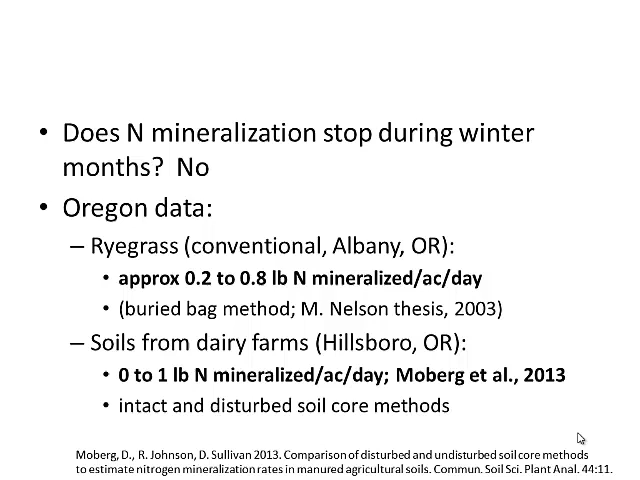 • Does N mineralization stop during winter
months? No
• Oregon data:
– Ryegrass (conventional, Albany, OR):
• approx 0.2 to 0.8 lb N mineralized/ac/day
• (buried bag method; M. Nelson thesis, 2003)
– Soils from dairy farms (Hillsboro, OR):
• 0 to 1 lb N mineralized/ac/day; Moberg et al., 2013
• intact and disturbed soil core methods
Moberg, D., R. Johnson, D. Sullivan 2013. Comparison of disturbed and undisturbed soil core methods
to estimate nitrogen mineralization rates in manured agricultural soils. Commun. Soil Sci. Plant Anal. 44:11.